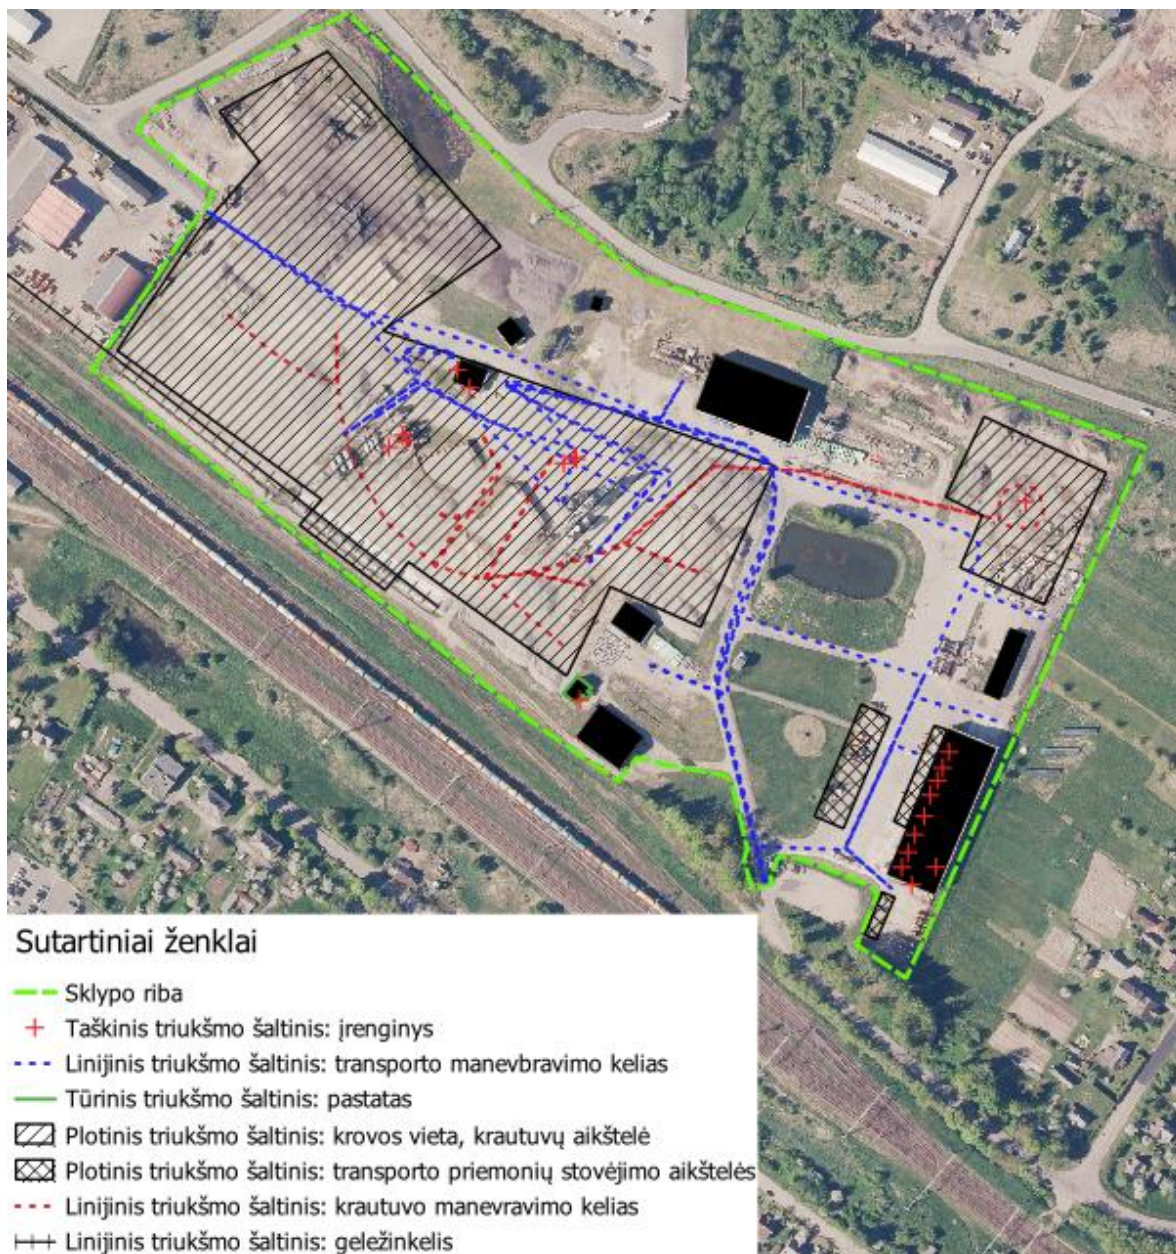 Sutartiniai ženklai
Sklypo riba
Taškinis triukšmo šaltinis: įrenginys
Linijinis triukšmo šaltinis: transporto manevbravimo kelias
Tūrinis triukšmo šaltinis: pastatas
Plotinis triukšmo šaltinis: krovos vieta, krautuvų aikštelė
Plotinis triukšmo šaltinis: transporto priemonių stovėjimo aikštelės
Linijinis triukšmo šaltinis: krautuvo manevravimo kelias
Linijinis triukšmo šaltinis: geležinkelis